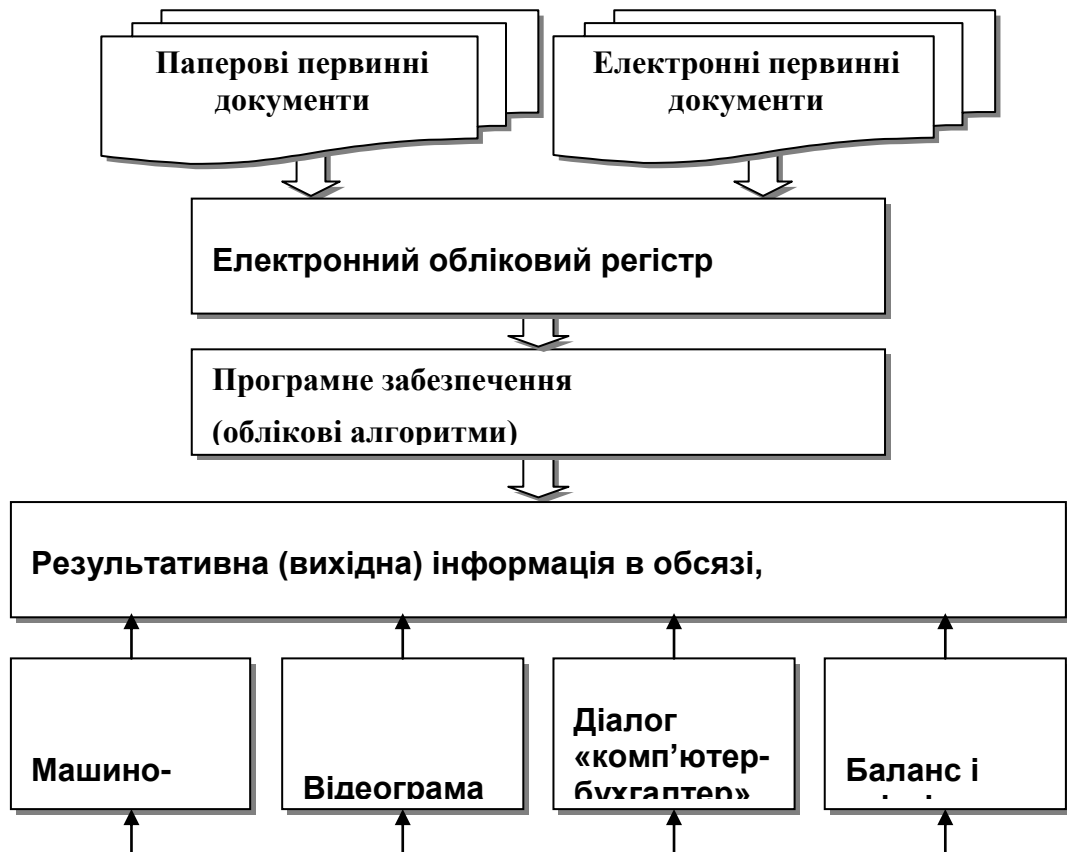 Паперові первинні
документи
Електронні первинні
документи
Електронний обліковий регістр
Програмне забезпечення
(облікові алгоритми)
Результативна (вихідна) інформація в обсязі,
Машино-
Відеограма
Діалог
«комп’ютер-
бухгалтер»
Баланс і